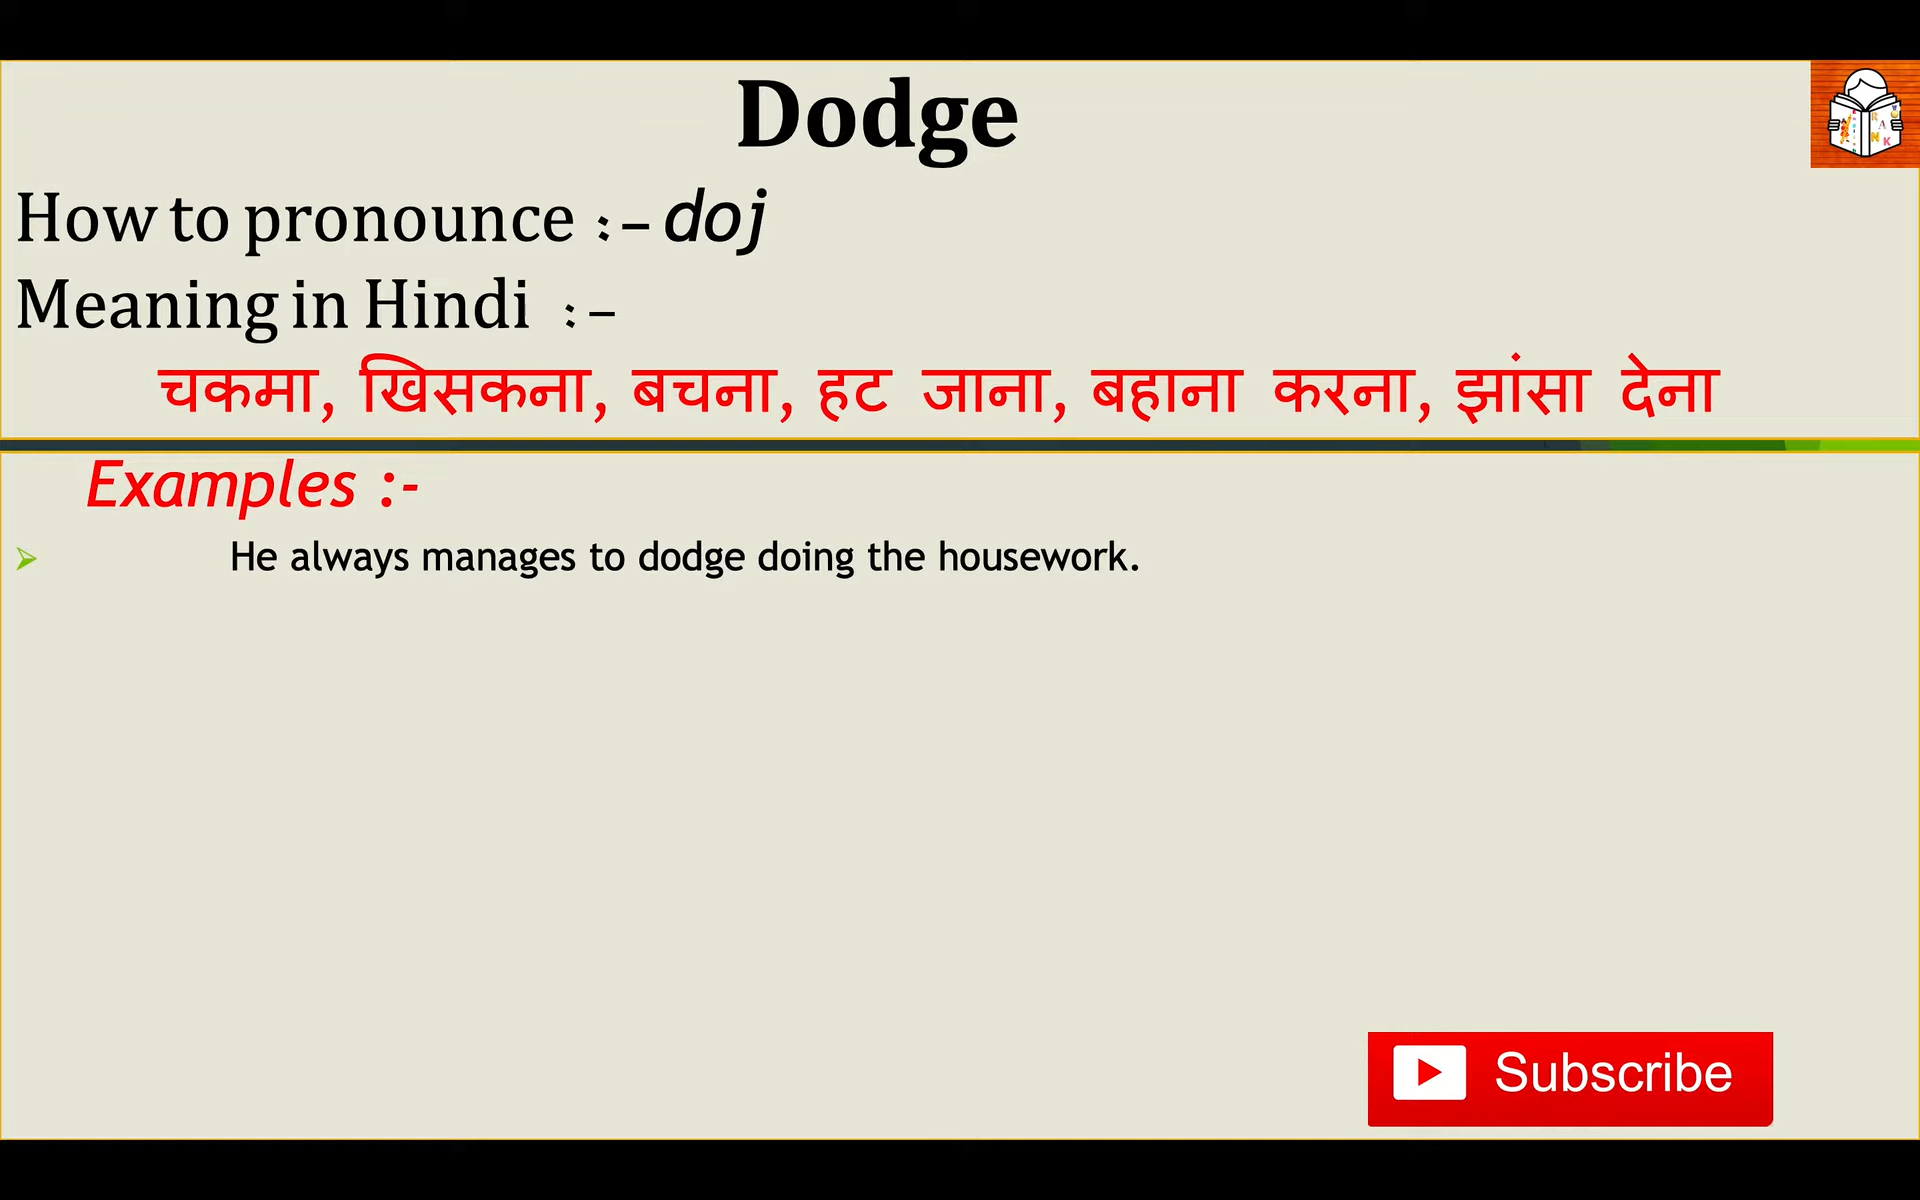 Dodge
How to pronounce :– doj
Meaning in Hindi :–
चकमा, खिसकना, बचना, हट जाना, बहाना करना, झांसा देना
Examples :-
He always manages to dodge doing the housework.
Subscribe